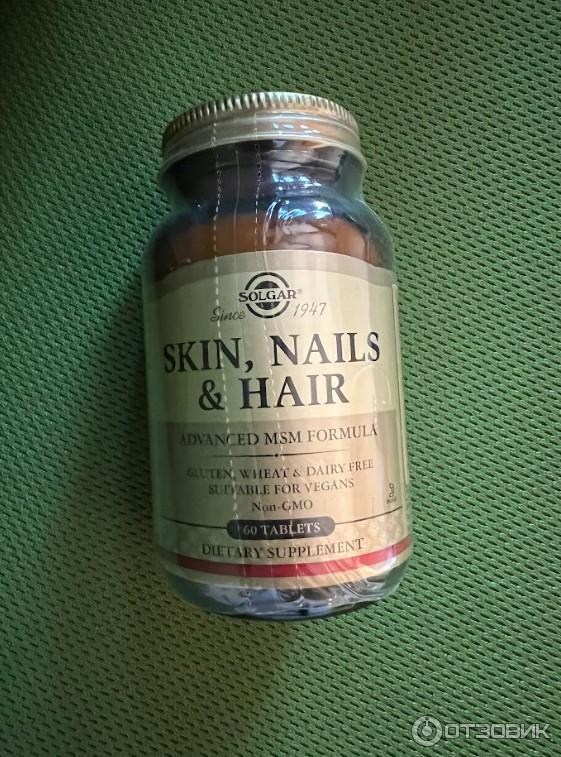 SOLGAR®
Since 1947
SKIN, NAILS
& HAIR
ADVANCED MSM FORMULA
GLUTEN, WHEAT & DAIRY FREE
SUITABLE FOR VEGANS
Non-GMO
60 TABLETS
DIETARY SUPPLEMENT
ОТЗОВИК